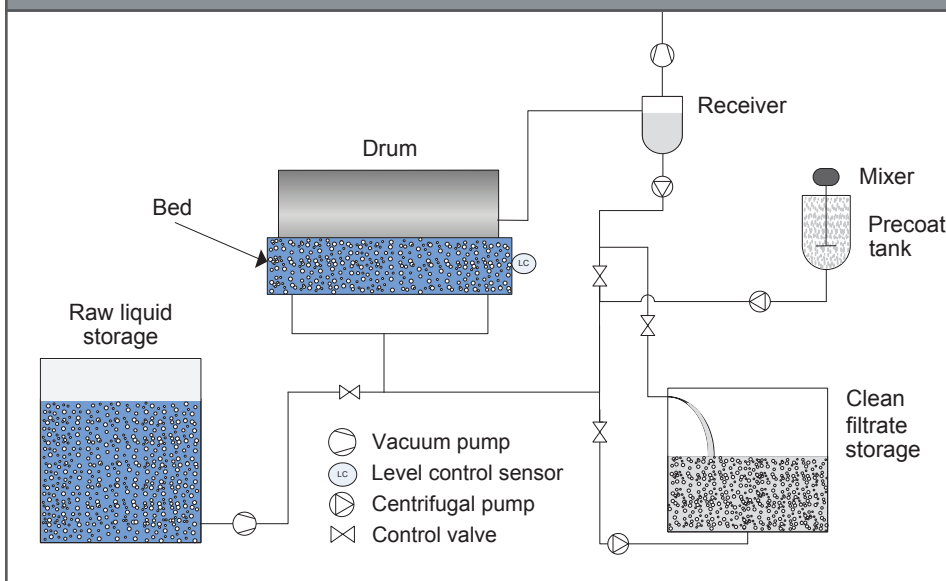 Receiver
Drum
Mixer
Precoat
tank
Bed
LC
Raw liquid
storage
Clean
filtrate
storage
Vacuum pump
LC
Level control sensor
Centrifugal pump
Control valve